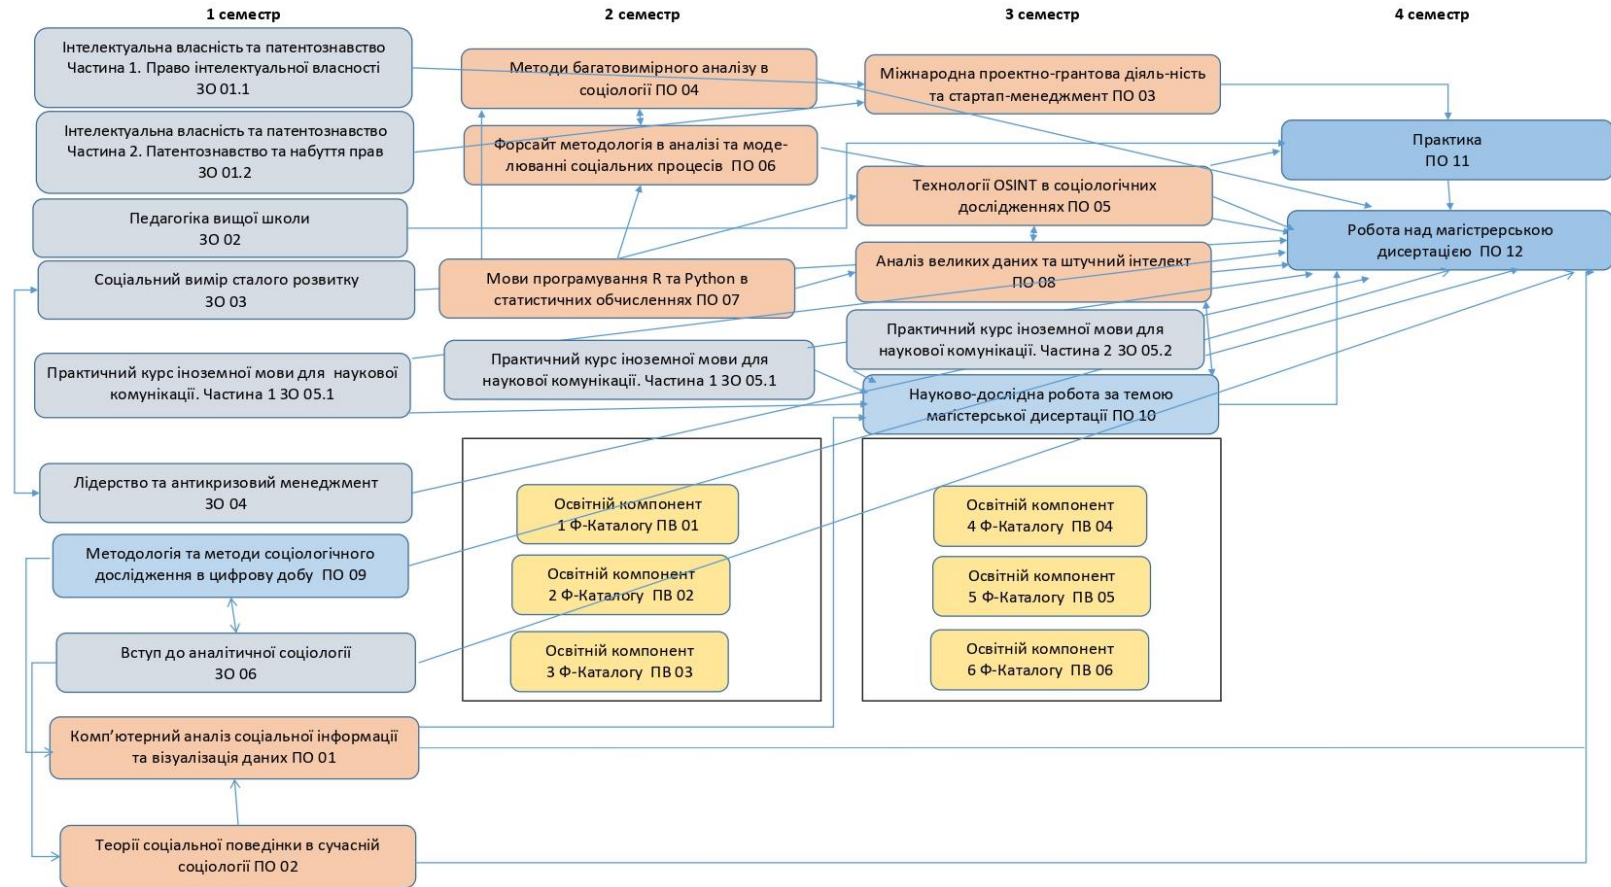 1 семестр
2 семестр
3 семестр
4 семестр
Інтелектуальна власність та патентознавство
Частина 1. Право інтелектуальної власності
ЗО 01.1
Інтелектуальна власність та патентознавство
Частина 2. Патентознавство та набуття прав
ЗО 01.2
Педагогіка вищої школи
ЗО 02
Соціальний вимір сталого розвитку
ЗО 03
Практичний курс іноземної мови для наукової
комунікації. Частина 1 ЗО 05.1
Лідерство та антикризовий менеджмент
ЗО 04
Методологія та методи соціологічного
дослідження в цифрову добу ПО 09
Вступ до аналітичної соціології
ЗО 06
Комп’ютерний аналіз соціальної інформації
та візуалізація даних ПО 01
Теорії соціальної поведінки в сучасній
соціології ПО 02
Методи багатовимірного аналізу в
соціології ПО 04
Форсайт методологія в аналізі та моде-
люванні соціальних процесів ПО 06
Мови програмування R та Python в
статистичних обчисленнях ПО 07
Практичний курс іноземної мови для
наукової комунікації. Частина 1 ЗО 05.1
Освітній компонент
1 Ф-Каталогу ПВ 01
Освітній компонент
2 Ф-Каталогу ПВ 02
Освітній компонент
3 Ф-Каталогу ПВ 03
Міжнародна проектно-грантова діяль-ність
та стартап-менеджмент ПО 03
Технології OSINT в соціологічних
дослідженнях ПО 05
Аналіз великих даних та штучний інтелект
ПО 08
Практичний курс іноземної мови для
наукової комунікації. Частина 2 ЗО 05.2
Науково-дослідна робота за темою
магістерської дисертації ПО 10
Освітній компонент
4 Ф-Каталогу ПВ 04
Освітній компонент
5 Ф-Каталогу ПВ 05
Освітній компонент
6 Ф-Каталогу ПВ 06
Практика
ПО 11
Робота над магістрерською
дисертацією ПО 12